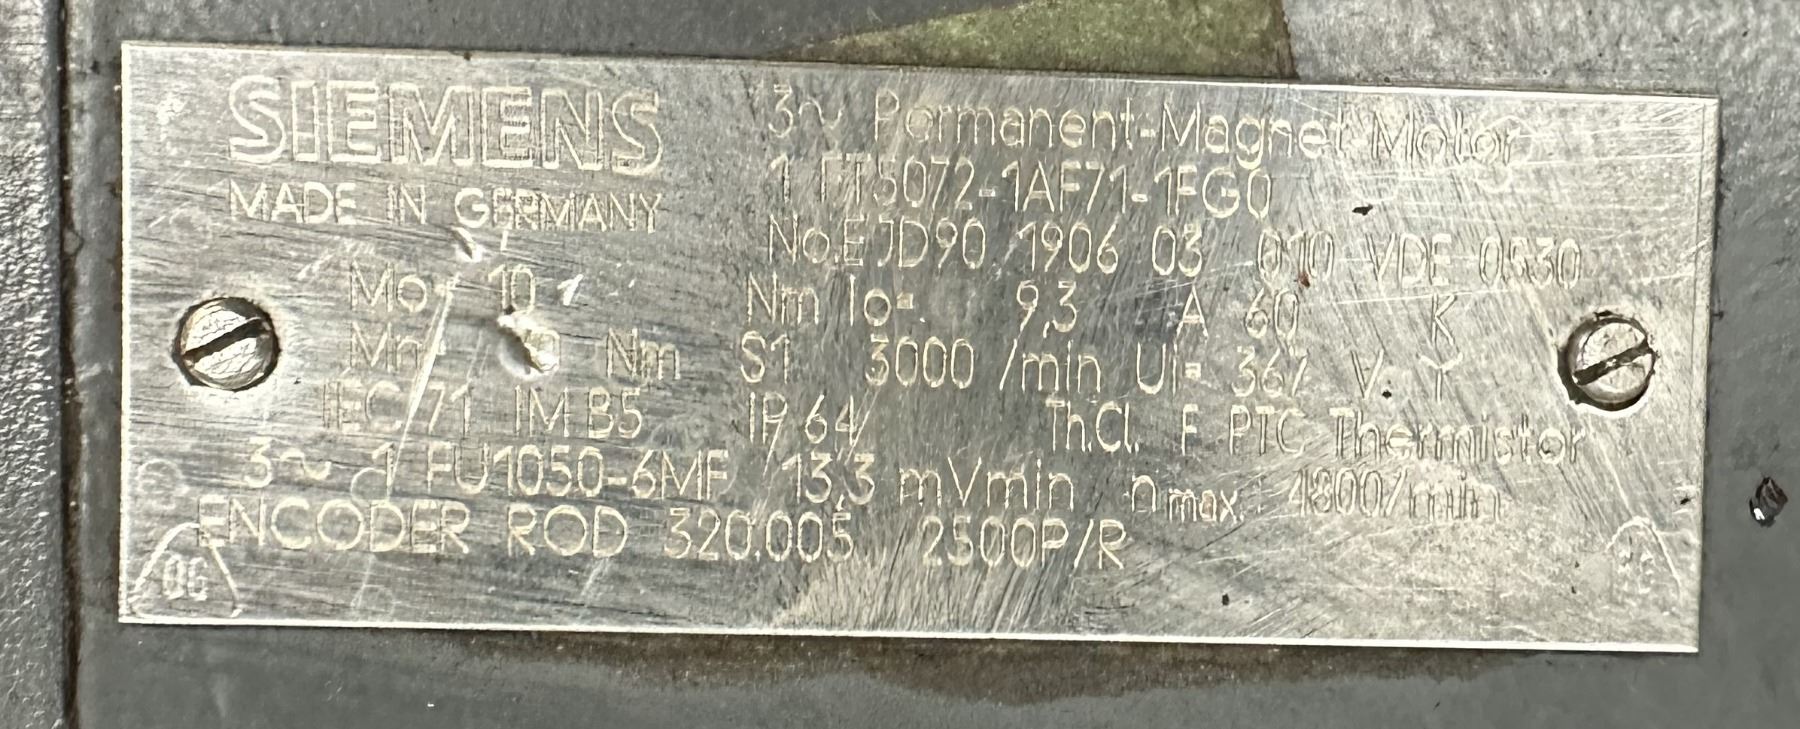 SIEMENS
MADE IN GERMANY
3~ Permanent-Magnet Motor
1 FT5072-1AF71-1FG0
No.EJD90 1906 03 010 VDE 0530
Mo= 10 Nm Io= 9,3 A 60 K
Mn= Nm S1 3000 /min Ui= 367 V Y
IEC 71 IM B5 IP 64 Th.Cl. F PTC Thermistor
3~ 1 FU1050-6MF 13,3 mVmin nmax. 4800/min
ENCODER ROD 320.005 2500P/R
06